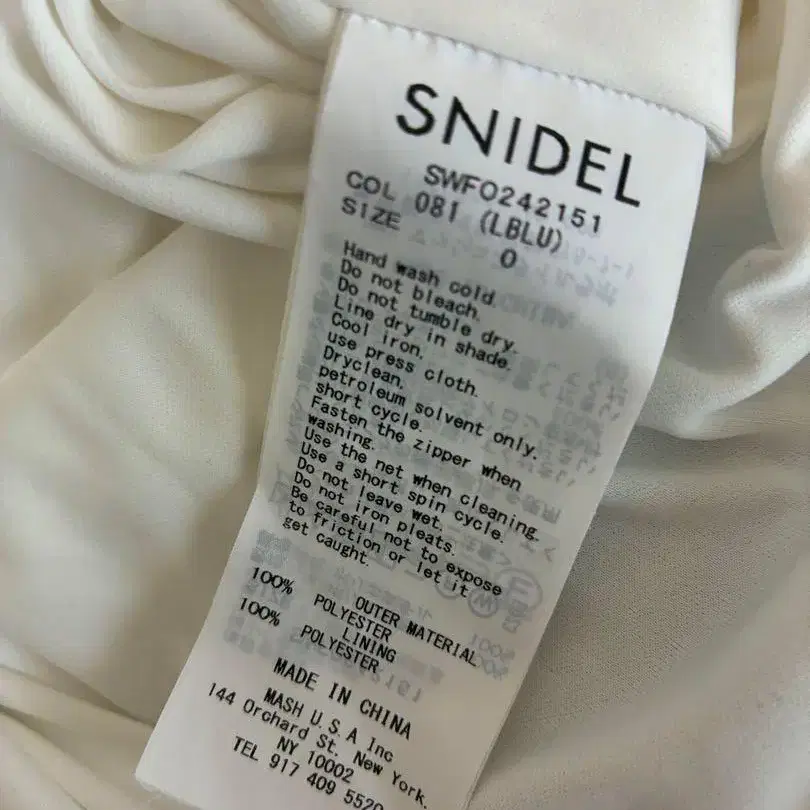 SNIDEL
SWFO242151
COL 081 (LBLU)
SIZE 0
Hand wash cold.
Do not bleach.
Do not tumble dry.
Line dry in shade.
Cool iron,
use press cloth.
Dryclean,
petroleum solvent only.
short cycle.
Fasten the zipper when
washing.
Use the net when cleaning.
Use a short spin cycle.
Do not leave wet.
Do not iron pleats.
Be careful not to expose
to friction or let it
get caught.
OUTER MATERIAL
100% POLYESTER
LINING
100% POLYESTER
MADE IN CHINA
MASH U.S.A Inc
144 Orchard St. New York.
NY 10002
TEL 917 409 5520